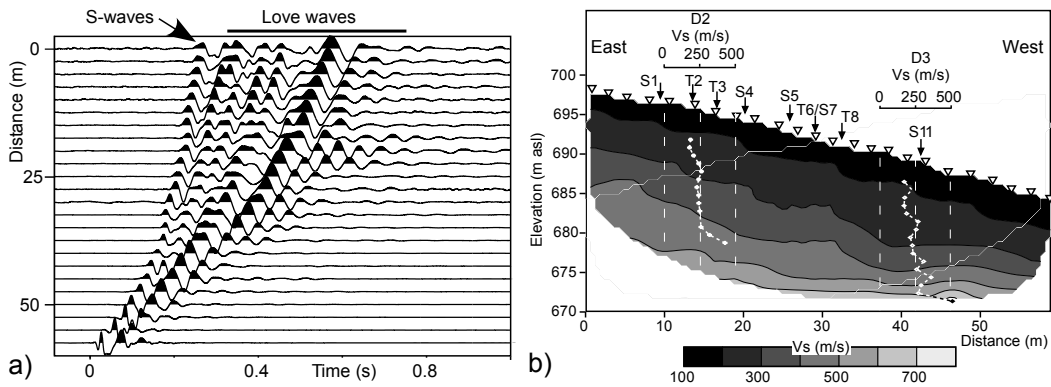 S-waves
Love waves
0
25
50
Distance (m)
0
0.4
Time (s)
0.8
a)
East
West
D2
Vs (m/s)
0 250 500
D3
Vs (m/s)
0 250 500
S1
T2
T3
S4
S5
T6/S7
T8
S11
700
695
690
685
680
675
670
Elevation (m asl)
0 10 20 30 40 50
Distance (m)
b)
Vs (m/s)
100 300 500 700